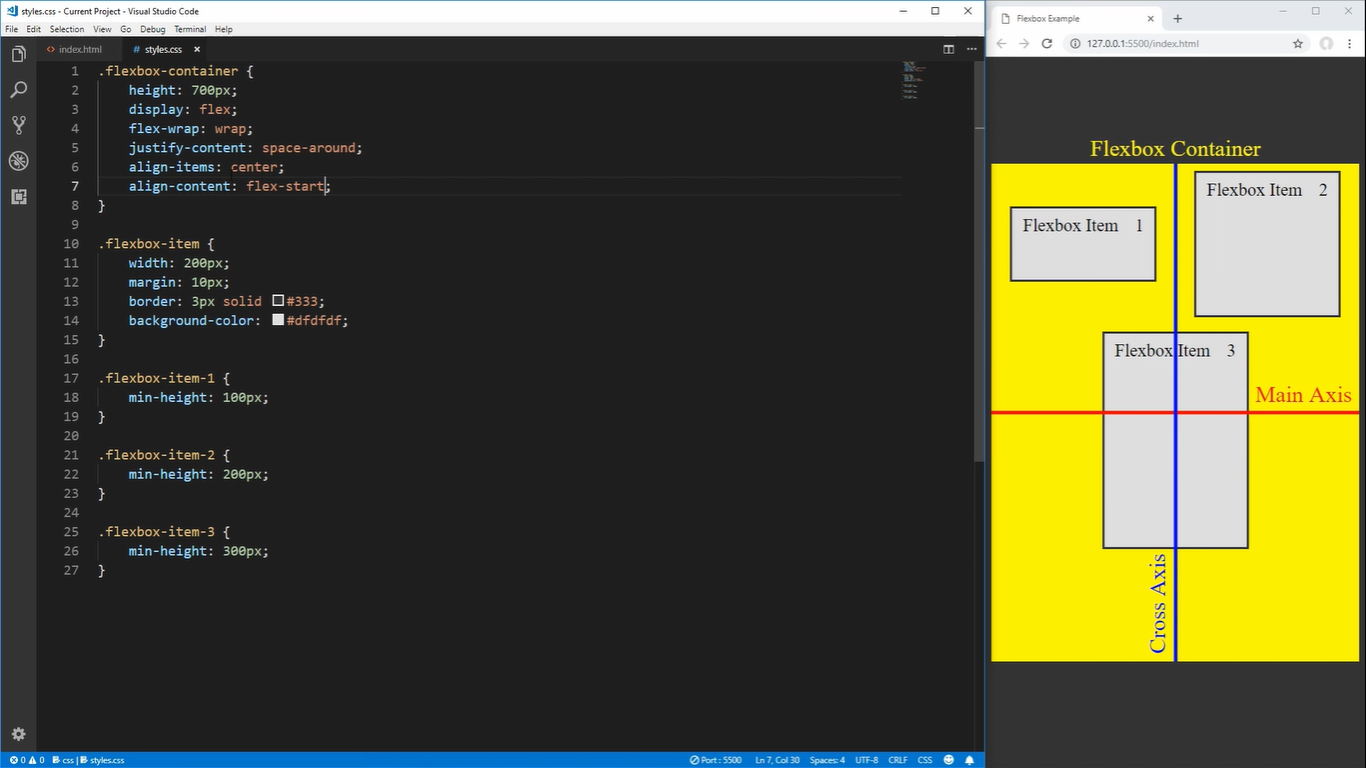 styles.css - Current Project - Visual Studio Code
File Edit Selection View Go Debug Terminal Help
<> index.html
# styles.css ×
1 .flexbox-container {
2     height: 700px;
3     display: flex;
4     flex-wrap: wrap;
5     justify-content: space-around;
6     align-items: center;
7     align-content: flex-start;
8 }
9
10 .flexbox-item {
11     width: 200px;
12     margin: 10px;
13     border: 3px solid #333;
14     background-color: #dfdfdf;
15 }
16
17 .flexbox-item-1 {
18     min-height: 100px;
19 }
20
21 .flexbox-item-2 {
22     min-height: 200px;
23 }
24
25 .flexbox-item-3 {
26     min-height: 300px;
27 }
0 0 css | styles.css
Port : 5500 Ln 7, Col 30 Spaces: 4 UTF-8 CRLF CSS
Flexbox Example
127.0.0.1:5500/index.html
Flexbox Container
Flexbox Item 2
Flexbox Item 1
Flexbox Item 3
Main Axis
Cross Axis